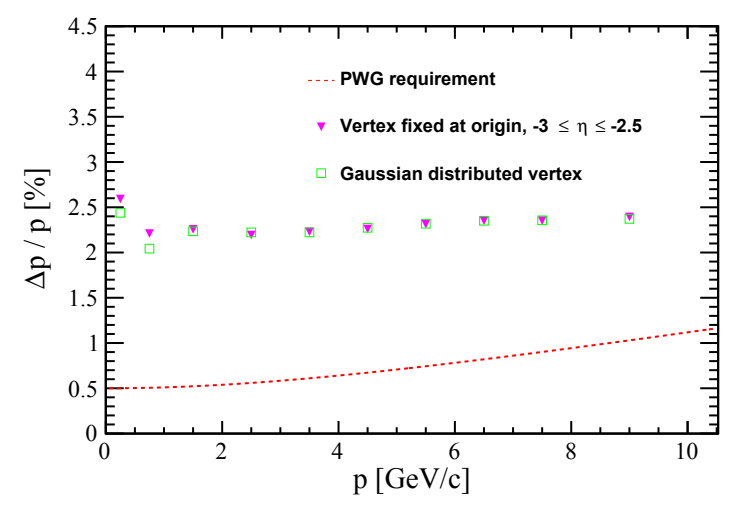 4.5
4
3.5
3
2.5
2
1.5
1
0.5
0
Δp / p [%]
PWG requirement
Vertex fixed at origin, -3 ≤ η ≤ -2.5
Gaussian distributed vertex
0 2 4 6 8 10
p [GeV/c]